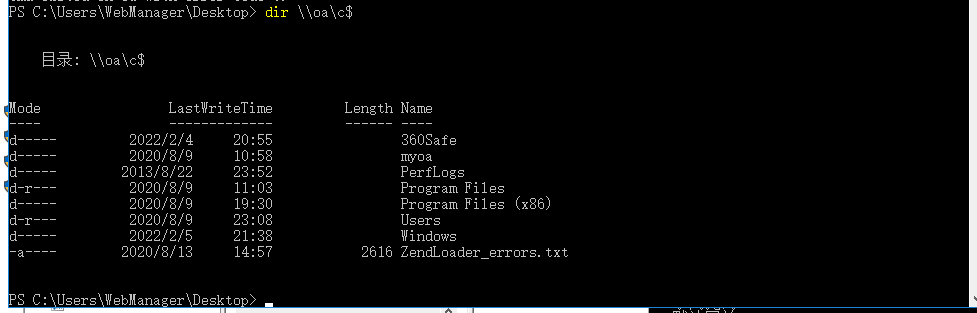 PS C:\Users\WebManager\Desktop> dir \\oa\c$
目录: \\oa\c$
Mode LastWriteTime Length Name
---- ------------- ------ ----
d----- 2022/2/4 20:55 360Safe
d----- 2020/8/9 10:58 myoa
d----- 2013/8/22 23:52 PerfLogs
d-r--- 2020/8/9 11:03 Program Files
d----- 2020/8/9 19:30 Program Files (x86)
d-r--- 2020/8/9 23:08 Users
d----- 2022/2/5 21:38 Windows
-a---- 2020/8/13 14:57 2616 ZendLoader_errors.txt
PS C:\Users\WebManager\Desktop>